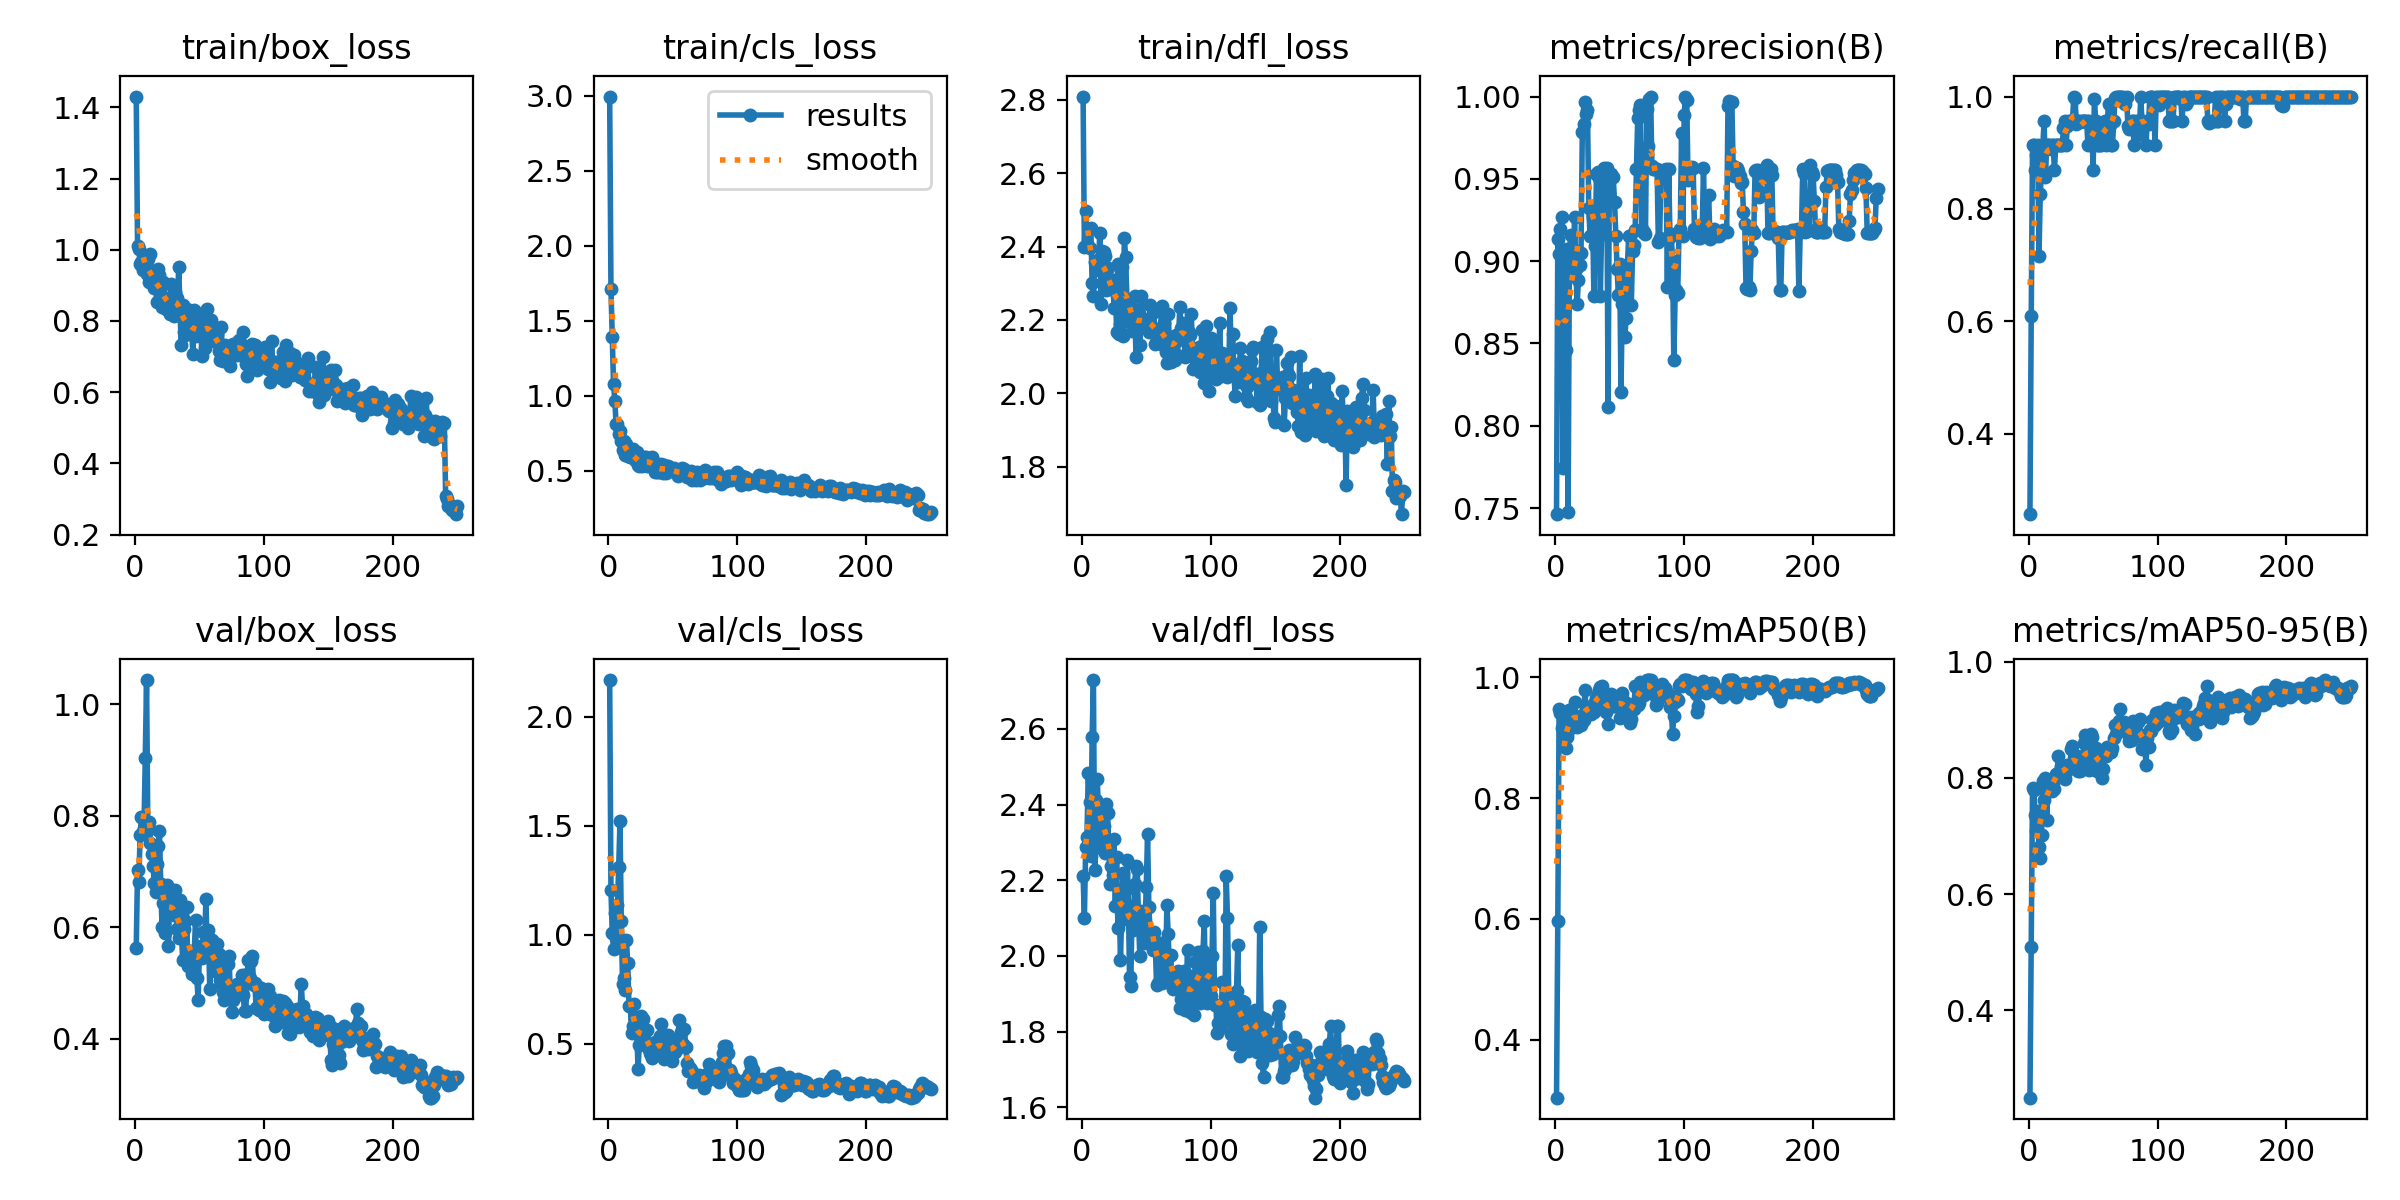 train/box_loss
train/cls_loss
train/dfl_loss
metrics/precision(B)
metrics/recall(B)
1.4
1.2
1.0
0.8
0.6
0.4
0.2
0 100 200
3.0
2.5
2.0
1.5
1.0
0.5
results
smooth
0 100 200
2.8
2.6
2.4
2.2
2.0
1.8
0 100 200
1.00
0.95
0.90
0.85
0.80
0.75
0 100 200
1.0
0.8
0.6
0.4
0 100 200
val/box_loss
val/cls_loss
val/dfl_loss
metrics/mAP50(B)
metrics/mAP50-95(B)
1.0
0.8
0.6
0.4
0 100 200
2.0
1.5
1.0
0.5
0 100 200
2.6
2.4
2.2
2.0
1.8
1.6
0 100 200
1.0
0.8
0.6
0.4
0 100 200
1.0
0.8
0.6
0.4
0 100 200